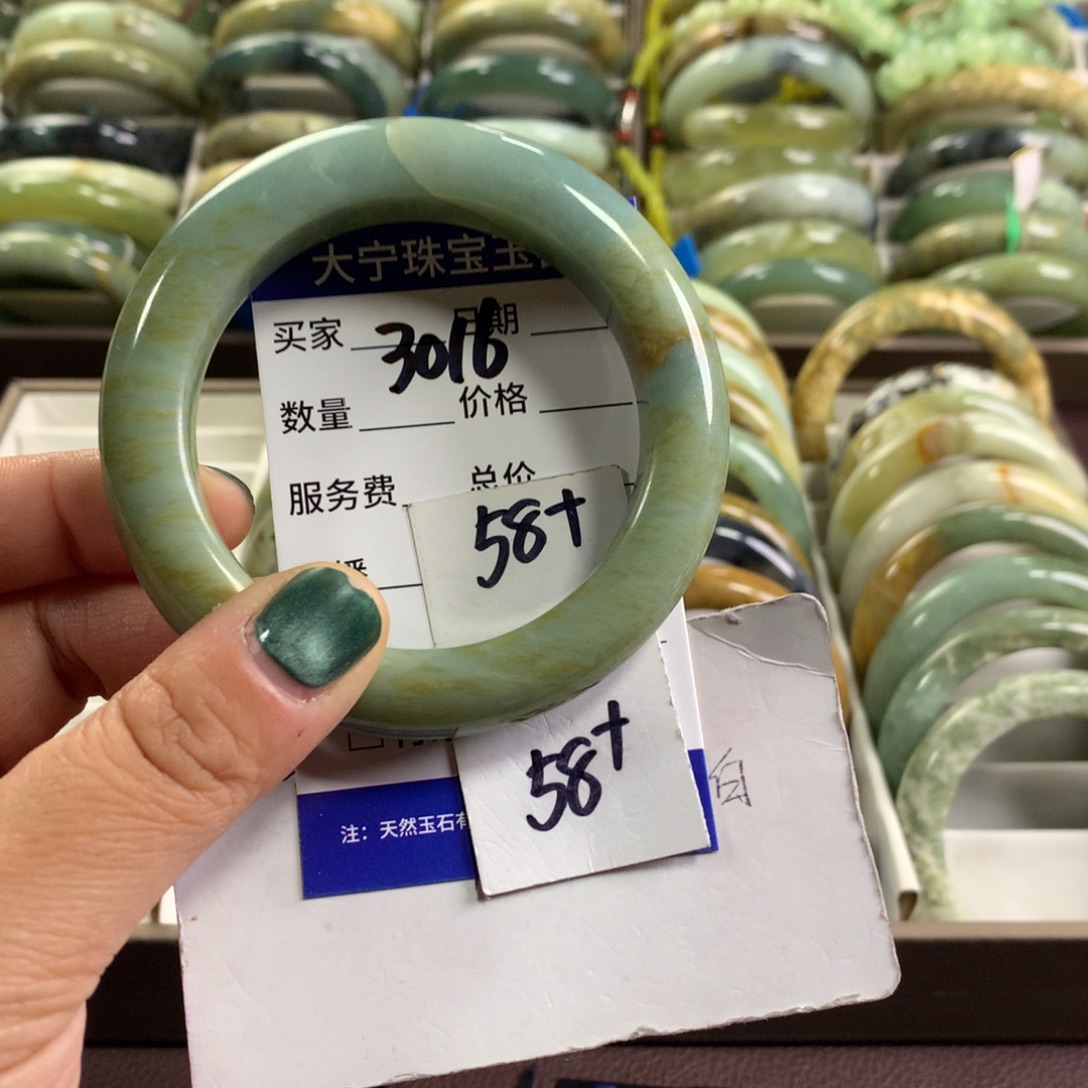 大宁珠宝玉
买家 日期
3016
数量 价格
服务费 总价
58+
58+
白
注：天然玉石有